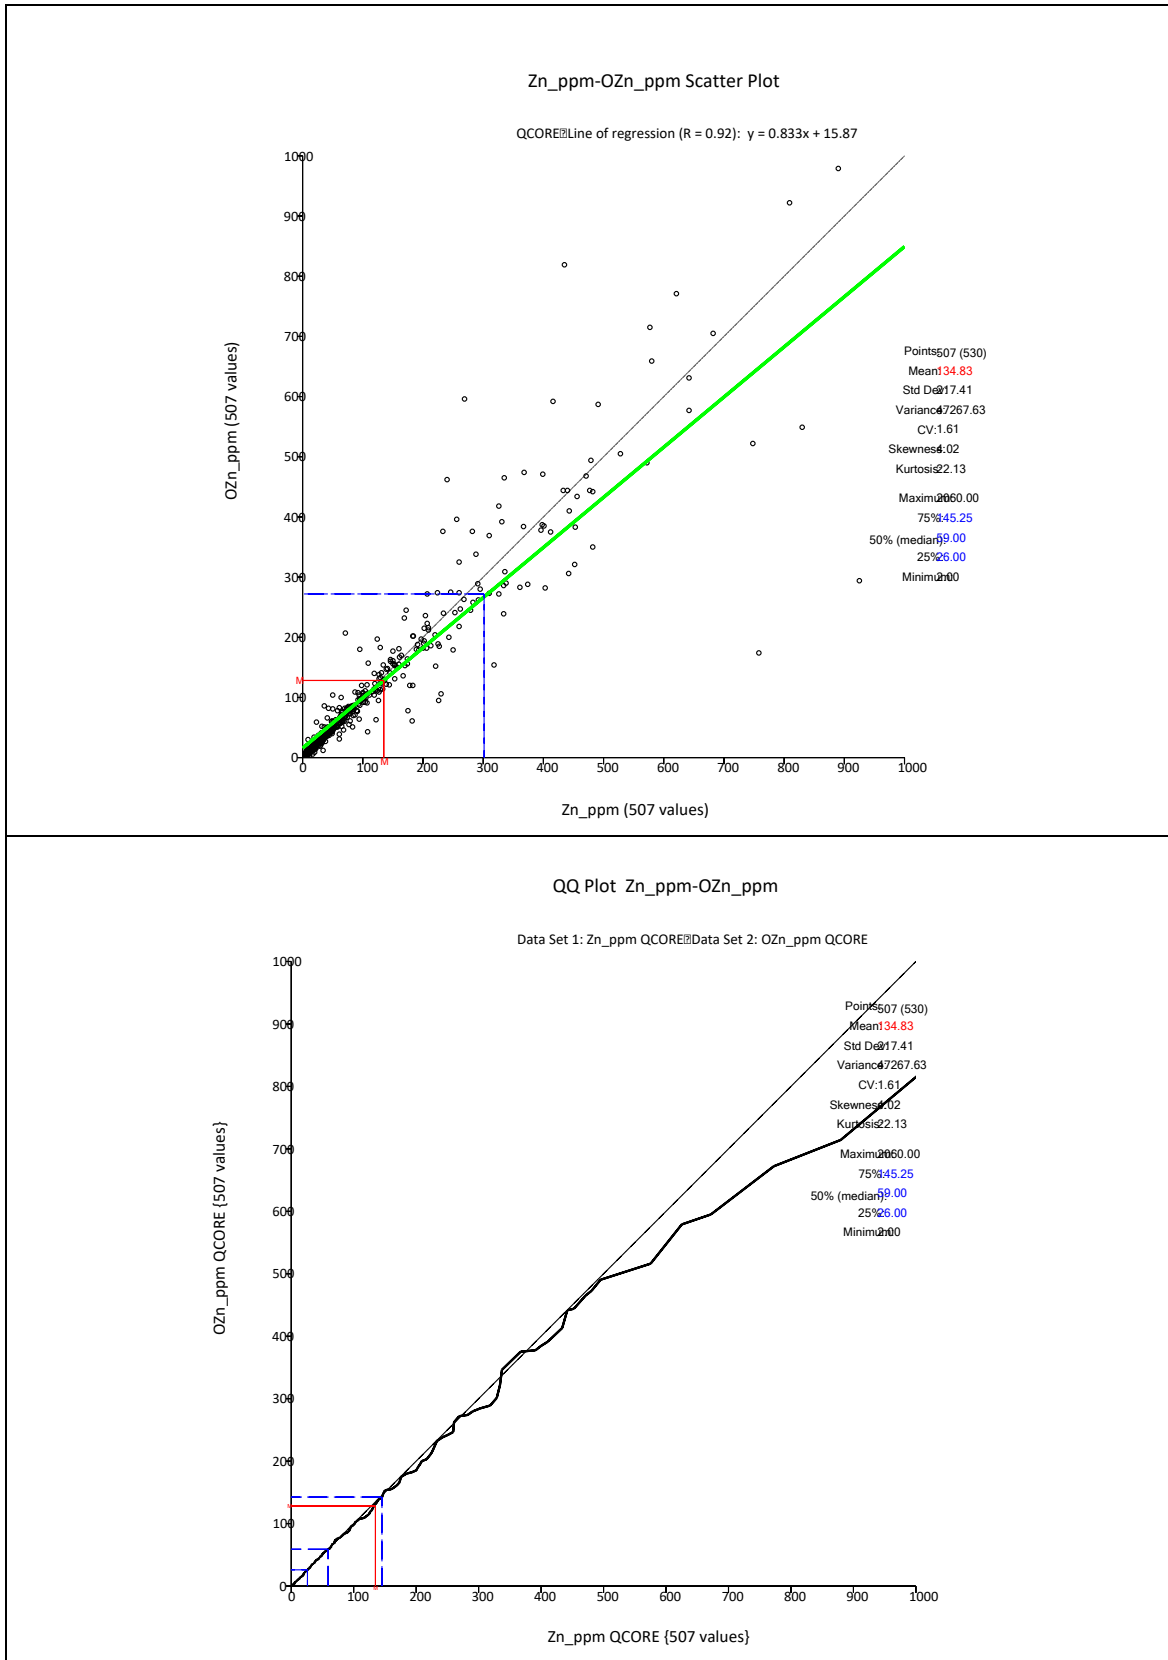 Zn_ppm-OZn_ppm Scatter Plot
QCORE⍰Line of regression (R = 0.92): y = 0.833x + 15.87
1000
900
800
700
600
500
400
300
200
100
0
OZn_ppm (507 values)
M
M
0 100 200 300 400 500 600 700 800 900 1000
Zn_ppm (507 values)
Points: 507 (530)
Mean: 134.83
Std Dev: 217.41
Variance: 47267.63
CV: 1.61
Skewness: 4.02
Kurtosis: 22.13
Maximum: 2060.00
75%: 145.25
50% (median): 59.00
25%: 26.00
Minimum: 2.00
QQ Plot Zn_ppm-OZn_ppm
Data Set 1: Zn_ppm QCORE⍰Data Set 2: OZn_ppm QCORE
1000
900
800
700
600
500
400
300
200
100
0
OZn_ppm QCORE {507 values}
0 100 200 300 400 500 600 700 800 900 1000
Zn_ppm QCORE {507 values}
Points: 507 (530)
Mean: 134.83
Std Dev: 217.41
Variance: 47267.63
CV: 1.61
Skewness: 4.02
Kurtosis: 22.13
Maximum: 2060.00
75%: 145.25
50% (median): 59.00
25%: 26.00
Minimum: 2.00